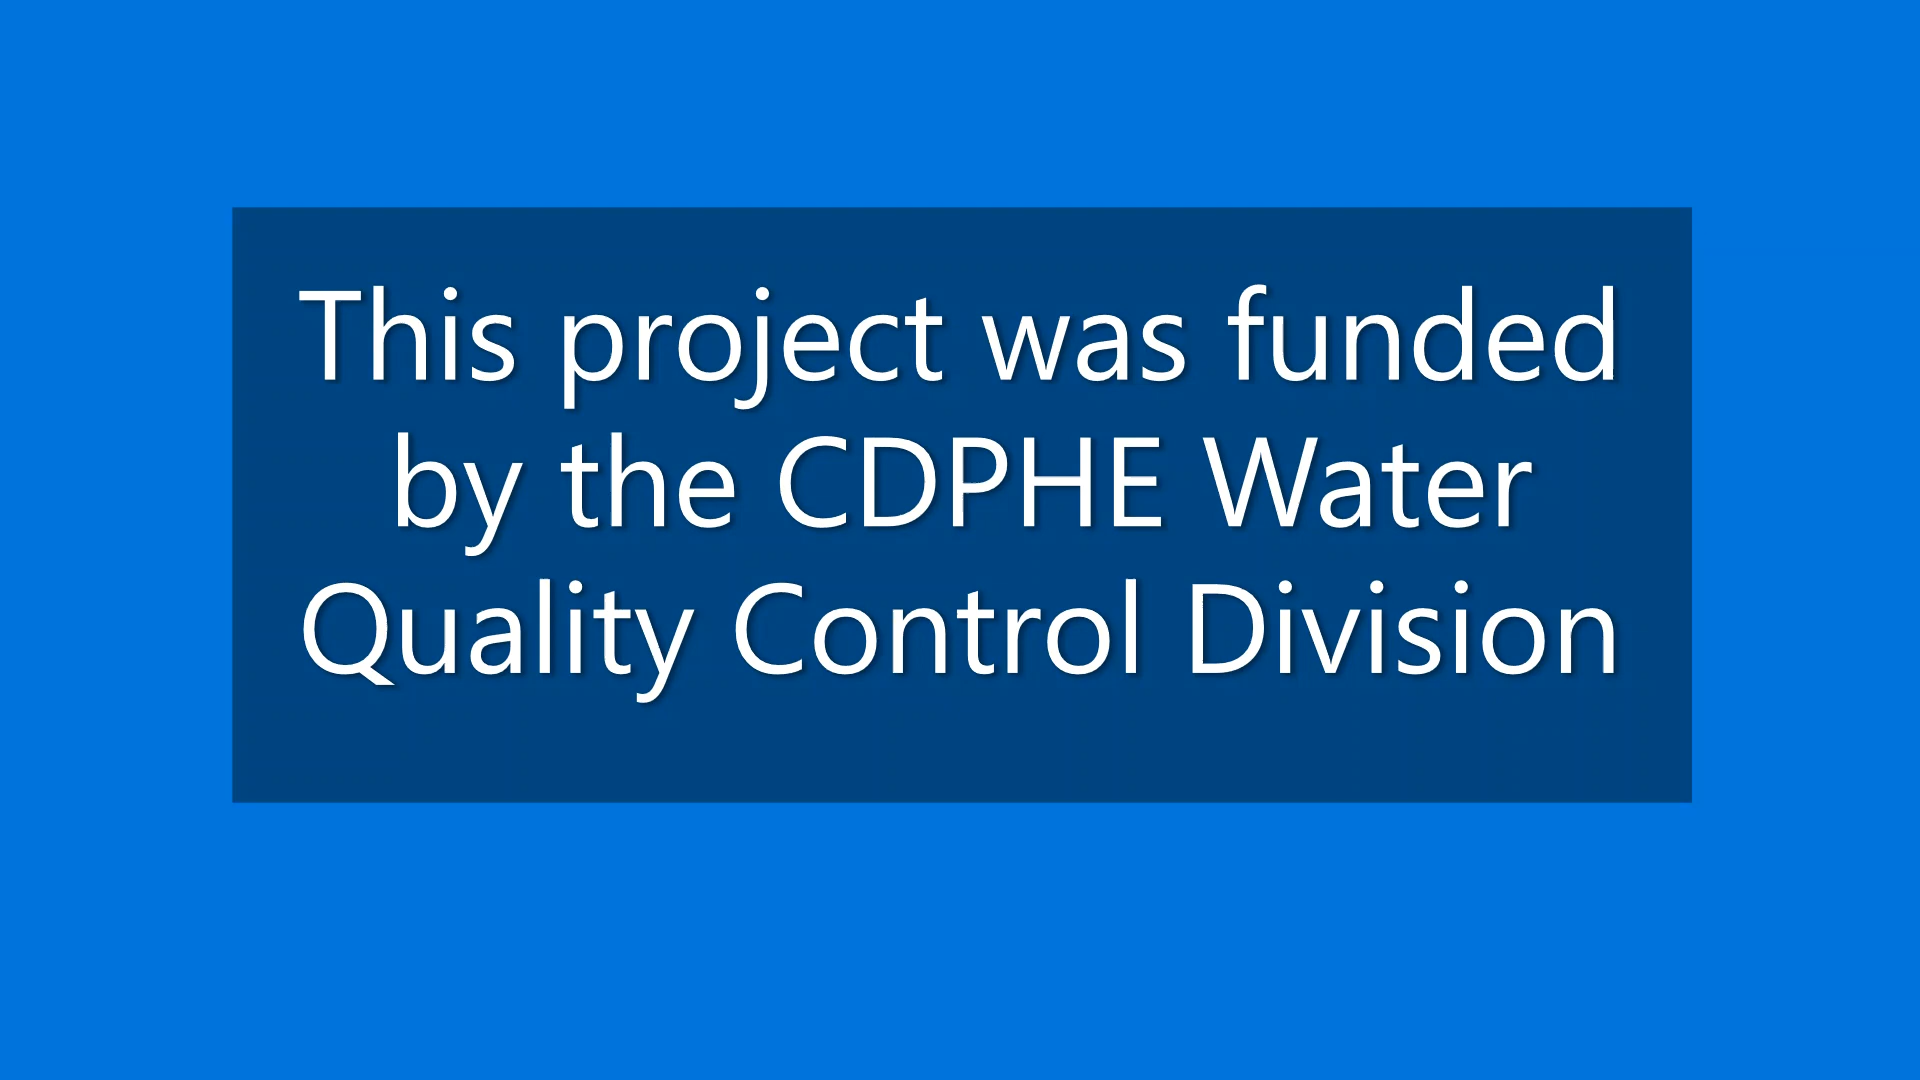 This project was funded
by the CDPHE Water
Quality Control Division